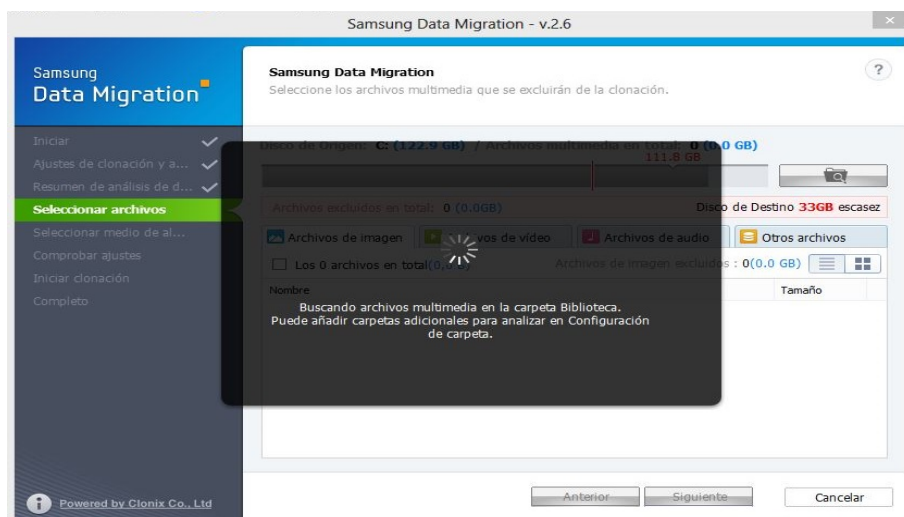 Samsung Data Migration - v.2.6
Samsung
Data Migration
Samsung Data Migration
Seleccione los archivos multimedia que se excluirán de la clonación.
?
Iniciar
Ajustes de clonación y a...
Resumen de análisis de d...
Seleccionar archivos
Seleccionar medio de al...
Comprobar ajustes
Iniciar clonación
Completo
Disco de Origen: C: (122.9 GB) / Archivos multimedia en total: 0 (0.0 GB)
111.8 GB
Archivos excluidos en total: 0 (0.0GB)
Disco de Destino 33GB escasez
Archivos de imagen
Archivos de audio
Otros archivos
Los 0 archivos en total(0,0 B)
Archivos de imagen excluidos : 0(0.0 GB)
Nombre
Tamaño
Buscando archivos multimedia en la carpeta Biblioteca.
Puede añadir carpetas adicionales para analizar en Configuración
de carpeta.
Powered by Clonix Co., Ltd
Anterior
Siguiente
Cancelar